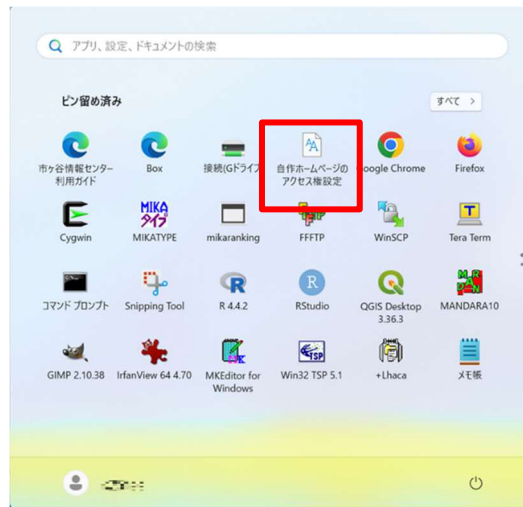 アプリ、設定、ドキュメントの検索
ピン留め済み
すべて >
市ヶ谷情報センター
利用ガイド
Box
接続(Gドライブ
自作ホームページの
アクセス権設定
Google Chrome
Firefox
Cygwin
MIKATYPE
mikaranking
FFFTP
WinSCP
Tera Term
コマンド プロンプト
Snipping Tool
R 4.4.2
RStudio
QGIS Desktop
3.36.3
MANDARA10
GIMP 2.10.38
IrfanView 64 4.70
MKEditor for
Windows
Win32 TSP 5.1
+Lhaca
メモ帳